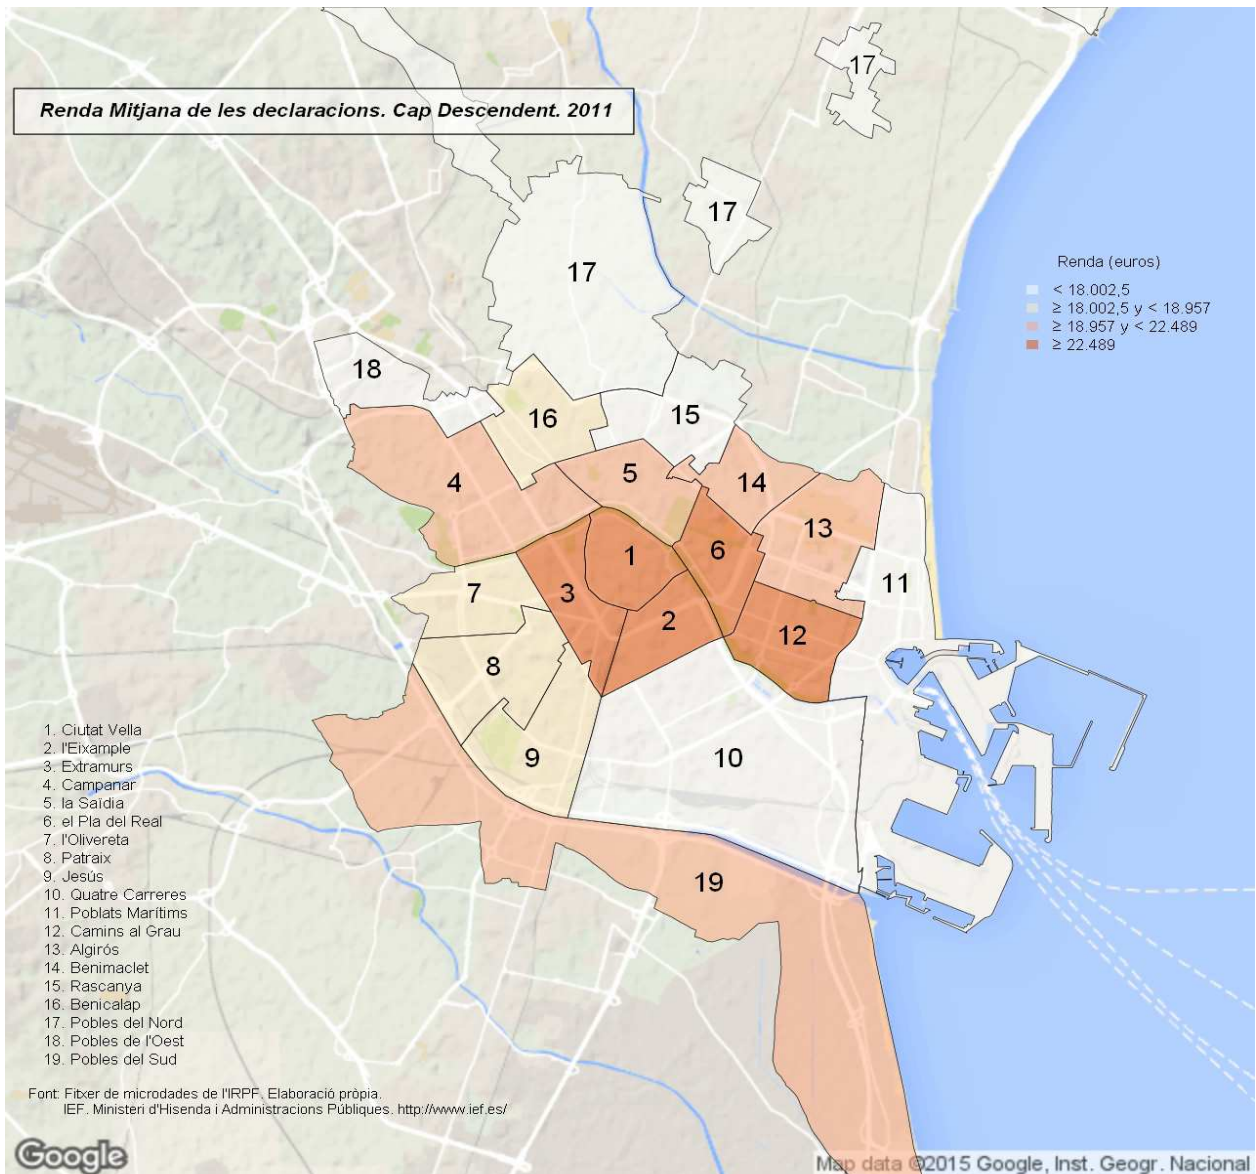 Renda Mitjana de les declaracions. Cap Descendent. 2011
17
17
17
Renda (euros)
< 18.002,5
≥ 18.002,5 y < 18.957
≥ 18.957 y < 22.489
≥ 22.489
18
16
15
4
5
14
13
1
6
11
7
3
2
12
8
9
10
19
1. Ciutat Vella
2. l'Eixample
3. Extramurs
4. Campanar
5. la Saïdia
6. el Pla del Real
7. l'Olivereta
8. Patraix
9. Jesús
10. Quatre Carreres
11. Poblats Marítims
12. Camins al Grau
13. Algirós
14. Benimaclet
15. Rascanya
16. Benicalap
17. Pobles del Nord
18. Pobles de l'Oest
19. Pobles del Sud
Font: Fitxer de microdades de l'IRPF. Elaboració pròpia.
IEF. Ministeri d'Hisenda i Administracions Públiques. http://www.ief.es/
Google
Map data ©2015 Google, Inst. Geogr. Nacional